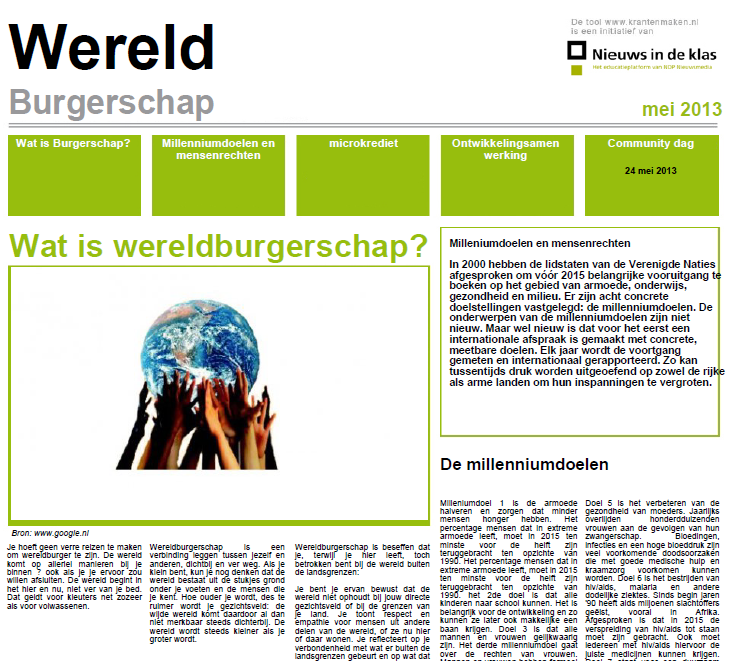 De tool www.krantenmaken.nl
is een initiatief van
Nieuws in de klas
Het educatieplatform van NDP Nieuwsmedia
Wereld
Burgerschap
mei 2013
Wat is Burgerschap?
Millenniumdoelen en
mensenrechten
microkrediet
Ontwikkelingsamen
werking
Community dag
24 mei 2013
Wat is wereldburgerschap?
Bron: www.google.nl
Je hoeft geen verre reizen te maken
om wereldburger te zijn. De wereld
komt op allerlei manieren bij je
binnen ? ook als je je ervoor zou
willen afsluiten. De wereld begint in
het hier en nu, niet ver van je bed.
Dat geldt voor kleuters net zozeer
als voor volwassenen.
Wereldburgerschap is een
verbinding leggen tussen jezelf en
anderen, dichtbij en ver weg. Als je
klein bent, kun je nog denken dat de
wereld bestaat uit de stukjes grond
onder je voeten en de mensen die
je kent. Hoe ouder je wordt, des te
ruimer wordt je gezichtsveld: de
wijde wereld komt daardoor al dan
niet merkbaar steeds dichterbij. De
wereld wordt steeds kleiner als je
groter wordt.
Wereldburgerschap is beseffen dat
je, terwijl je hier leeft, toch
betrokken bent bij de wereld buiten
de landsgrenzen:
Je bent je ervan bewust dat de
wereld niet ophoudt bij jouw directe
gezichtsveld of bij de grenzen van
je land. Je toont respect en
empathie voor mensen uit andere
delen van de wereld, of ze nu hier
of daar wonen. Je reflecteert op je
verbondenheid met wat er buiten de
landsgrenzen gebeurt en op wat dat
Milleniumdoelen en mensenrechten
In 2000 hebben de lidstaten van de Verenigde Naties
afgesproken om vóór 2015 belangrijke vooruitgang te
boeken op het gebied van armoede, onderwijs,
gezondheid en milieu. Er zijn acht concrete
doelstellingen vastgelegd: de millenniumdoelen. De
onderwerpen van de millenniumdoelen zijn niet
nieuw. Maar wel nieuw is dat voor het eerst een
internationale afspraak is gemaakt met concrete,
meetbare doelen. Elk jaar wordt de voortgang
gemeten en internationaal gerapporteerd. Zo kan
tussentijds druk worden uitgeoefend op zowel de rijke
als arme landen om hun inspanningen te vergroten.
De millenniumdoelen
Milleniumdoel 1 is de armoede
halveren en zorgen dat minder
mensen honger hebben. Het
percentage mensen dat in extreme
armoede leeft, moet in 2015 ten
minste voor de helft zijn
teruggebracht ten opzichte van
1990. Het percentage mensen dat in
extreme armoede leeft, moet in 2015
ten minste voor de helft zijn
teruggebracht ten opzichte van
1990. het 2de doel is dat alle
kinderen naar school kunnen. Het is
belangrijk voor de ontwikkeling en zo
kunnen ze later ook makkelijke een
baan krijgen. Doel 3 is dat alle
mannen en vrouwen gelijkwaarig
zijn. Het derde millenniumdoel gaat
over de rechten van vrouwen.
Doel 5 is het verbeteren van de
gezondheid van moeders. Jaarlijks
overlijden honderdduizenden
vrouwen aan de gevolgen van hun
zwangerschap. Bloedingen,
infecties en een hoge bloeddruk zijn
veel voorkomende doodsoorzaken
die met goede medische hulp en
kraamzorg voorkomen kunnen
worden. Doel 6 is het bestrijden van
hiv/aids, malaria en andere
dodelijke ziektes. Sinds begin jaren
'90 heeft aids miljoenen slachtoffers
geëist, vooral in Afrika.
Afgesproken is dat in 2015 de
verspreiding van hiv/aids tot staan
moet zijn gebracht. Ook moet
iedereen met hiv/aids hiervoor de
juiste medicijnen kunnen krijgen.